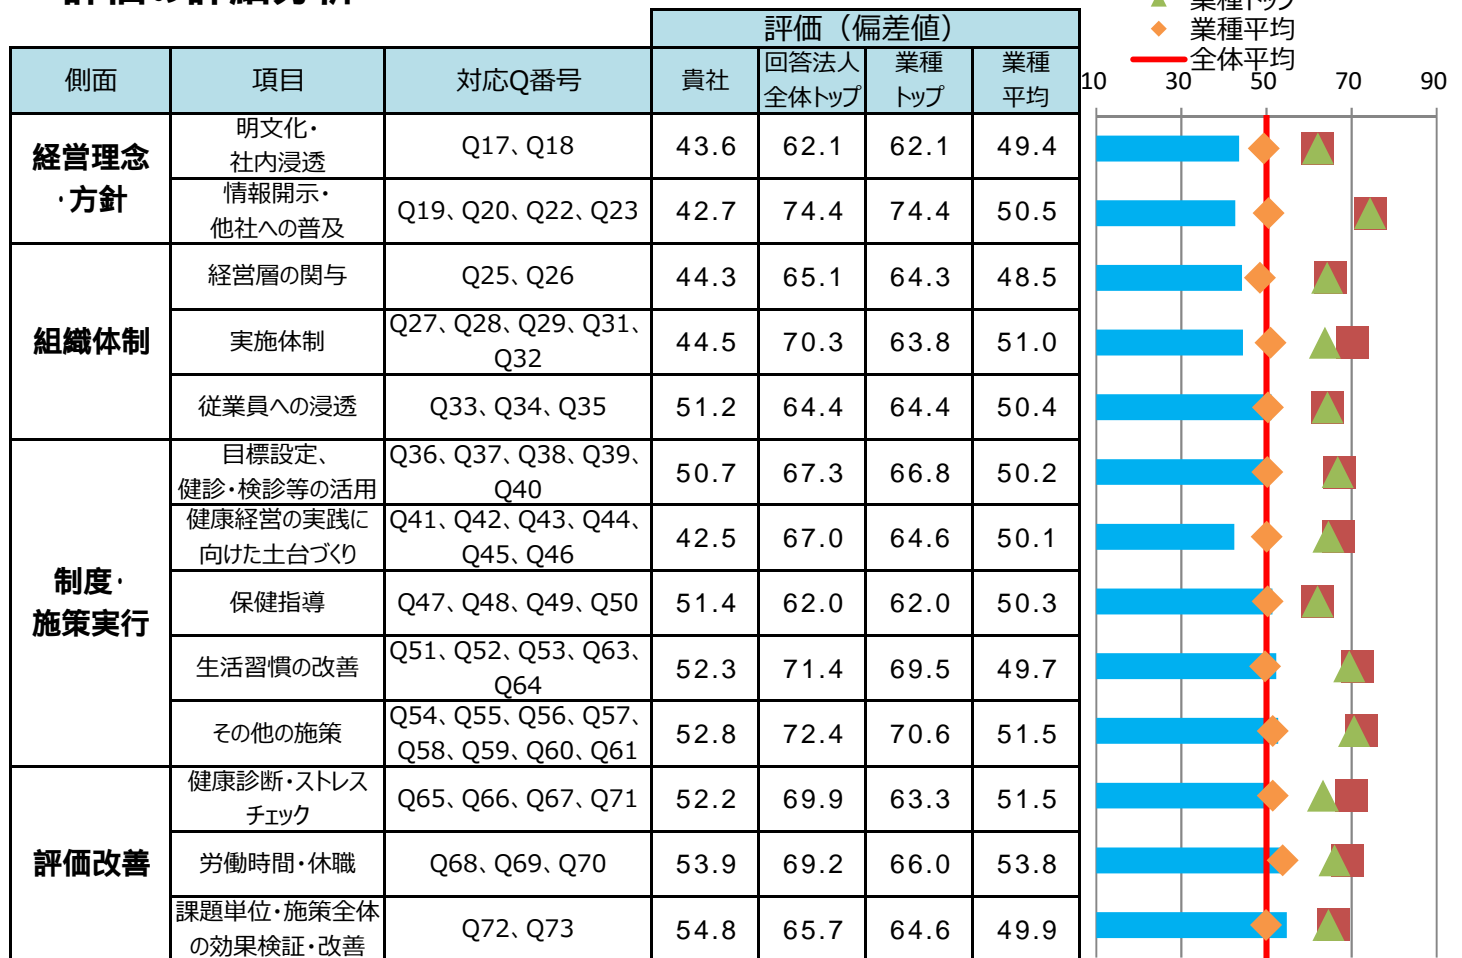 評価の詳細分析
業種トップ
業種平均
全体平均
評価（偏差値）
側面 項目 対応Q番号 貴社 回答法人 業種 業種
全体トップ トップ 平均
10 30 50 70 90
経営理念
・方針
明文化・
社内浸透
Q17、Q18 43.6 62.1 62.1 49.4
情報開示・
他社への普及
Q19、Q20、Q22、Q23 42.7 74.4 74.4 50.5
組織体制
経営層の関与 Q25、Q26 44.3 65.1 64.3 48.5
実施体制
Q27、Q28、Q29、Q31、
Q32
44.5 70.3 63.8 51.0
従業員への浸透 Q33、Q34、Q35 51.2 64.4 64.4 50.4
制度・
施策実行
目標設定、
健診・検診等の活用
Q36、Q37、Q38、Q39、
Q40
50.7 67.3 66.8 50.2
健康経営の実践に
向けた土台づくり
Q41、Q42、Q43、Q44、
Q45、Q46
42.5 67.0 64.6 50.1
保健指導 Q47、Q48、Q49、Q50 51.4 62.0 62.0 50.3
生活習慣の改善
Q51、Q52、Q53、Q63、
Q64
52.3 71.4 69.5 49.7
その他の施策
Q54、Q55、Q56、Q57、
Q58、Q59、Q60、Q61
52.8 72.4 70.6 51.5
評価改善
健康診断・ストレス
チェック
Q65、Q66、Q67、Q71 52.2 69.9 63.3 51.5
労働時間・休職 Q68、Q69、Q70 53.9 69.2 66.0 53.8
課題単位・施策全体
の効果検証・改善
Q72、Q73 54.8 65.7 64.6 49.9